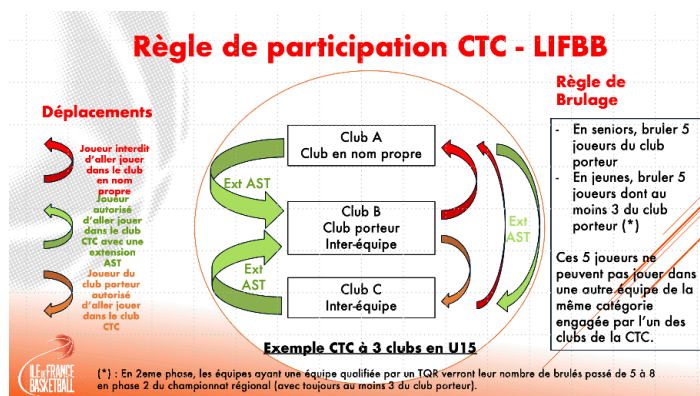 Règle de participation CTC - LIFBB
Déplacements
Joueur interdit
d'aller jouer
dans le club
en nom
propre
Joueur
autorisé
d'aller jouer
dans le club
CTC avec une
extension
AST
Joueur du
club porteur
autorisé
d'aller jouer
dans le club
CTC
Club A
Club en nom propre
Ext AST
Club B
Club porteur
Inter-équipe
Ext
AST
Ext
AST
Club C
Inter-équipe
Exemple CTC à 3 clubs en U15
Règle de
Brulage
- En seniors, bruler 5
joueurs du club
porteur
- En jeunes, bruler 5
joueurs dont au
moins 3 du club
porteur (*)
Ces 5 joueurs ne
peuvent pas jouer dans
une autre équipe de la
même catégorie
engagée par l'un des
clubs de la CTC.
ILE DE FRANCE
BASKETBALL
(*) : En 2eme phase, les équipes ayant une équipe qualifiée par un TQR verront leur nombre de brulés passé de 5 à 8
en phase 2 du championnat régional (avec toujours au moins 3 du club porteur).